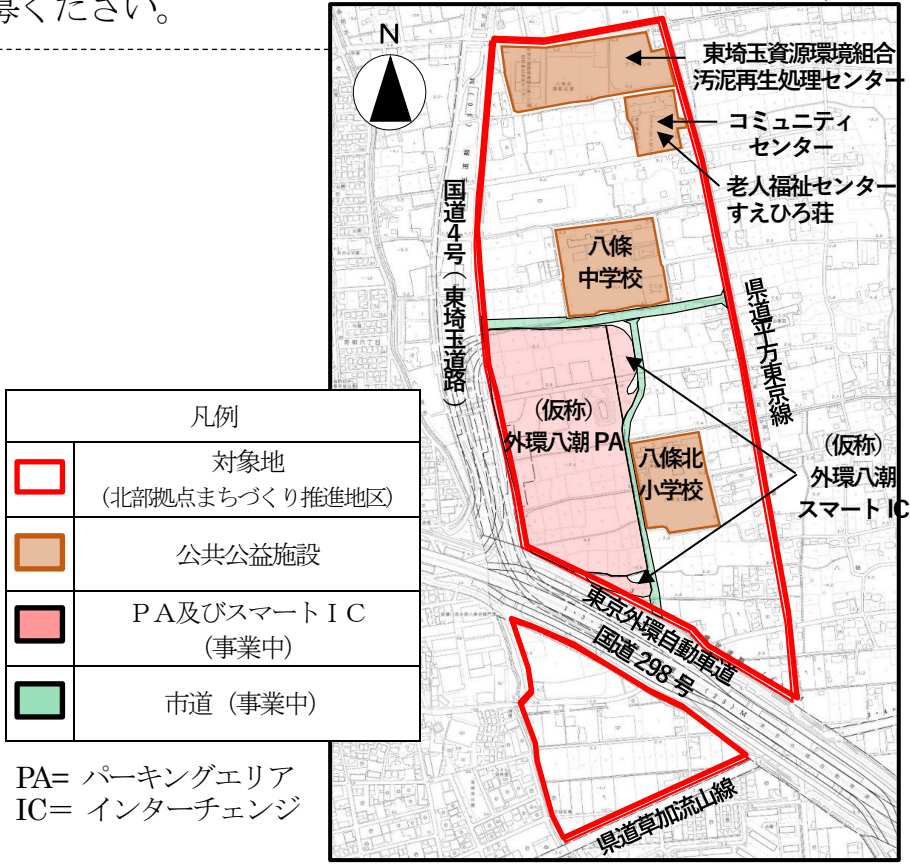 募ください。
N
東埼玉資源環境組合
汚泥再生処理センター
コミュニティ
センター
老人福祉センター
すえひろ荘
国道4号(東埼玉道路)
八條
中学校
県道平方東京線
(仮称)
外環八潮 PA
八條北
小学校
(仮称)
外環八潮
スマート IC
東京外環自動車道
国道 298 号
県道草加流山線
凡例
対象地
(北部拠点まちづくり推進地区)
公共公益施設
PA及びスマートIC
(事業中)
市道(事業中)
PA= パーキングエリア
IC= インターチェンジ